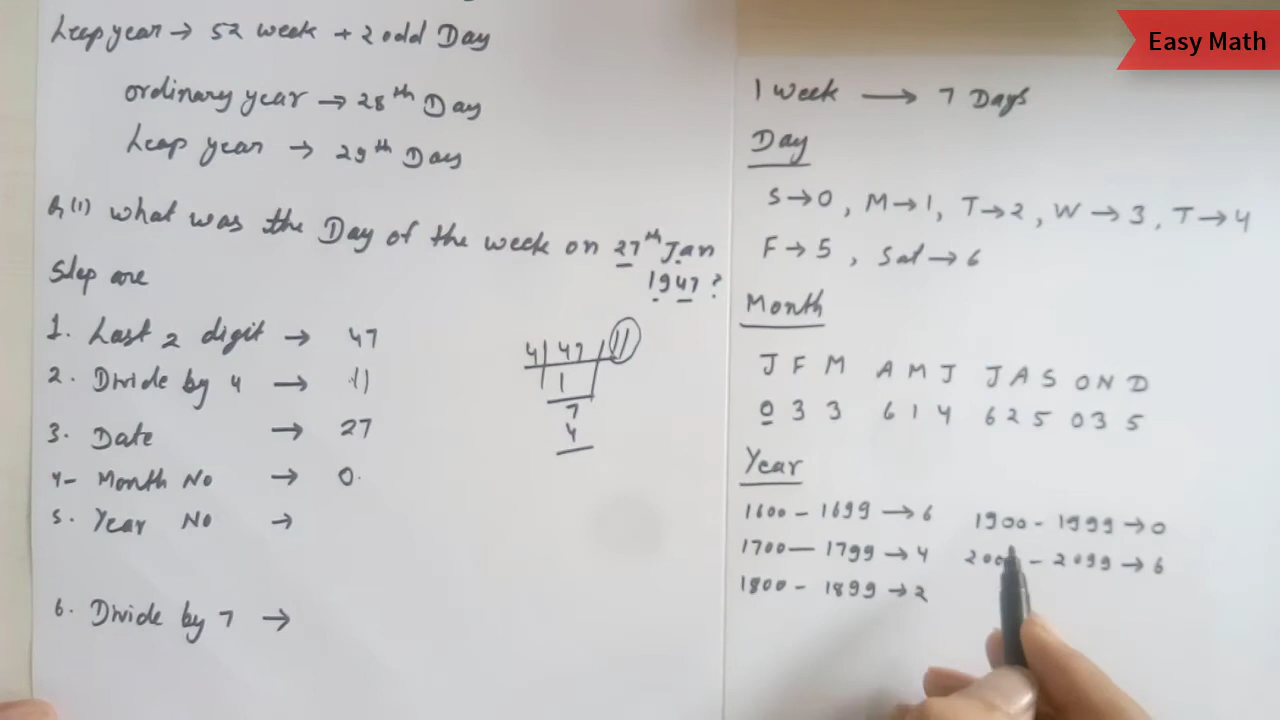 Easy Math
Leep year → 52 week + 2 odd Day
ordinary year → 28th Day
Leap year → 29th Day
Q(1) what was the Day of the week on 27th Jan
1947 ?
Step are
1. Last 2 digit → 47
2. Divide by 4 → 11
3. Date → 27
4- Month No → 0
5. Year No →
6. Divide by 7 →
4 | 47 | 11
1
7
4
1 week → 7 Days
Day
S→0, M→1, T→2, W→3, T→4
F→5, Sat→6
Month
J F M A M J J A S O N D
0 3 3 6 1 4 6 2 5 0 3 5
Year
1600 - 1699 → 6 1900 - 1999 → 0
1700 - 1799 → 4 2000 - 2099 → 6
1800 - 1899 → 2